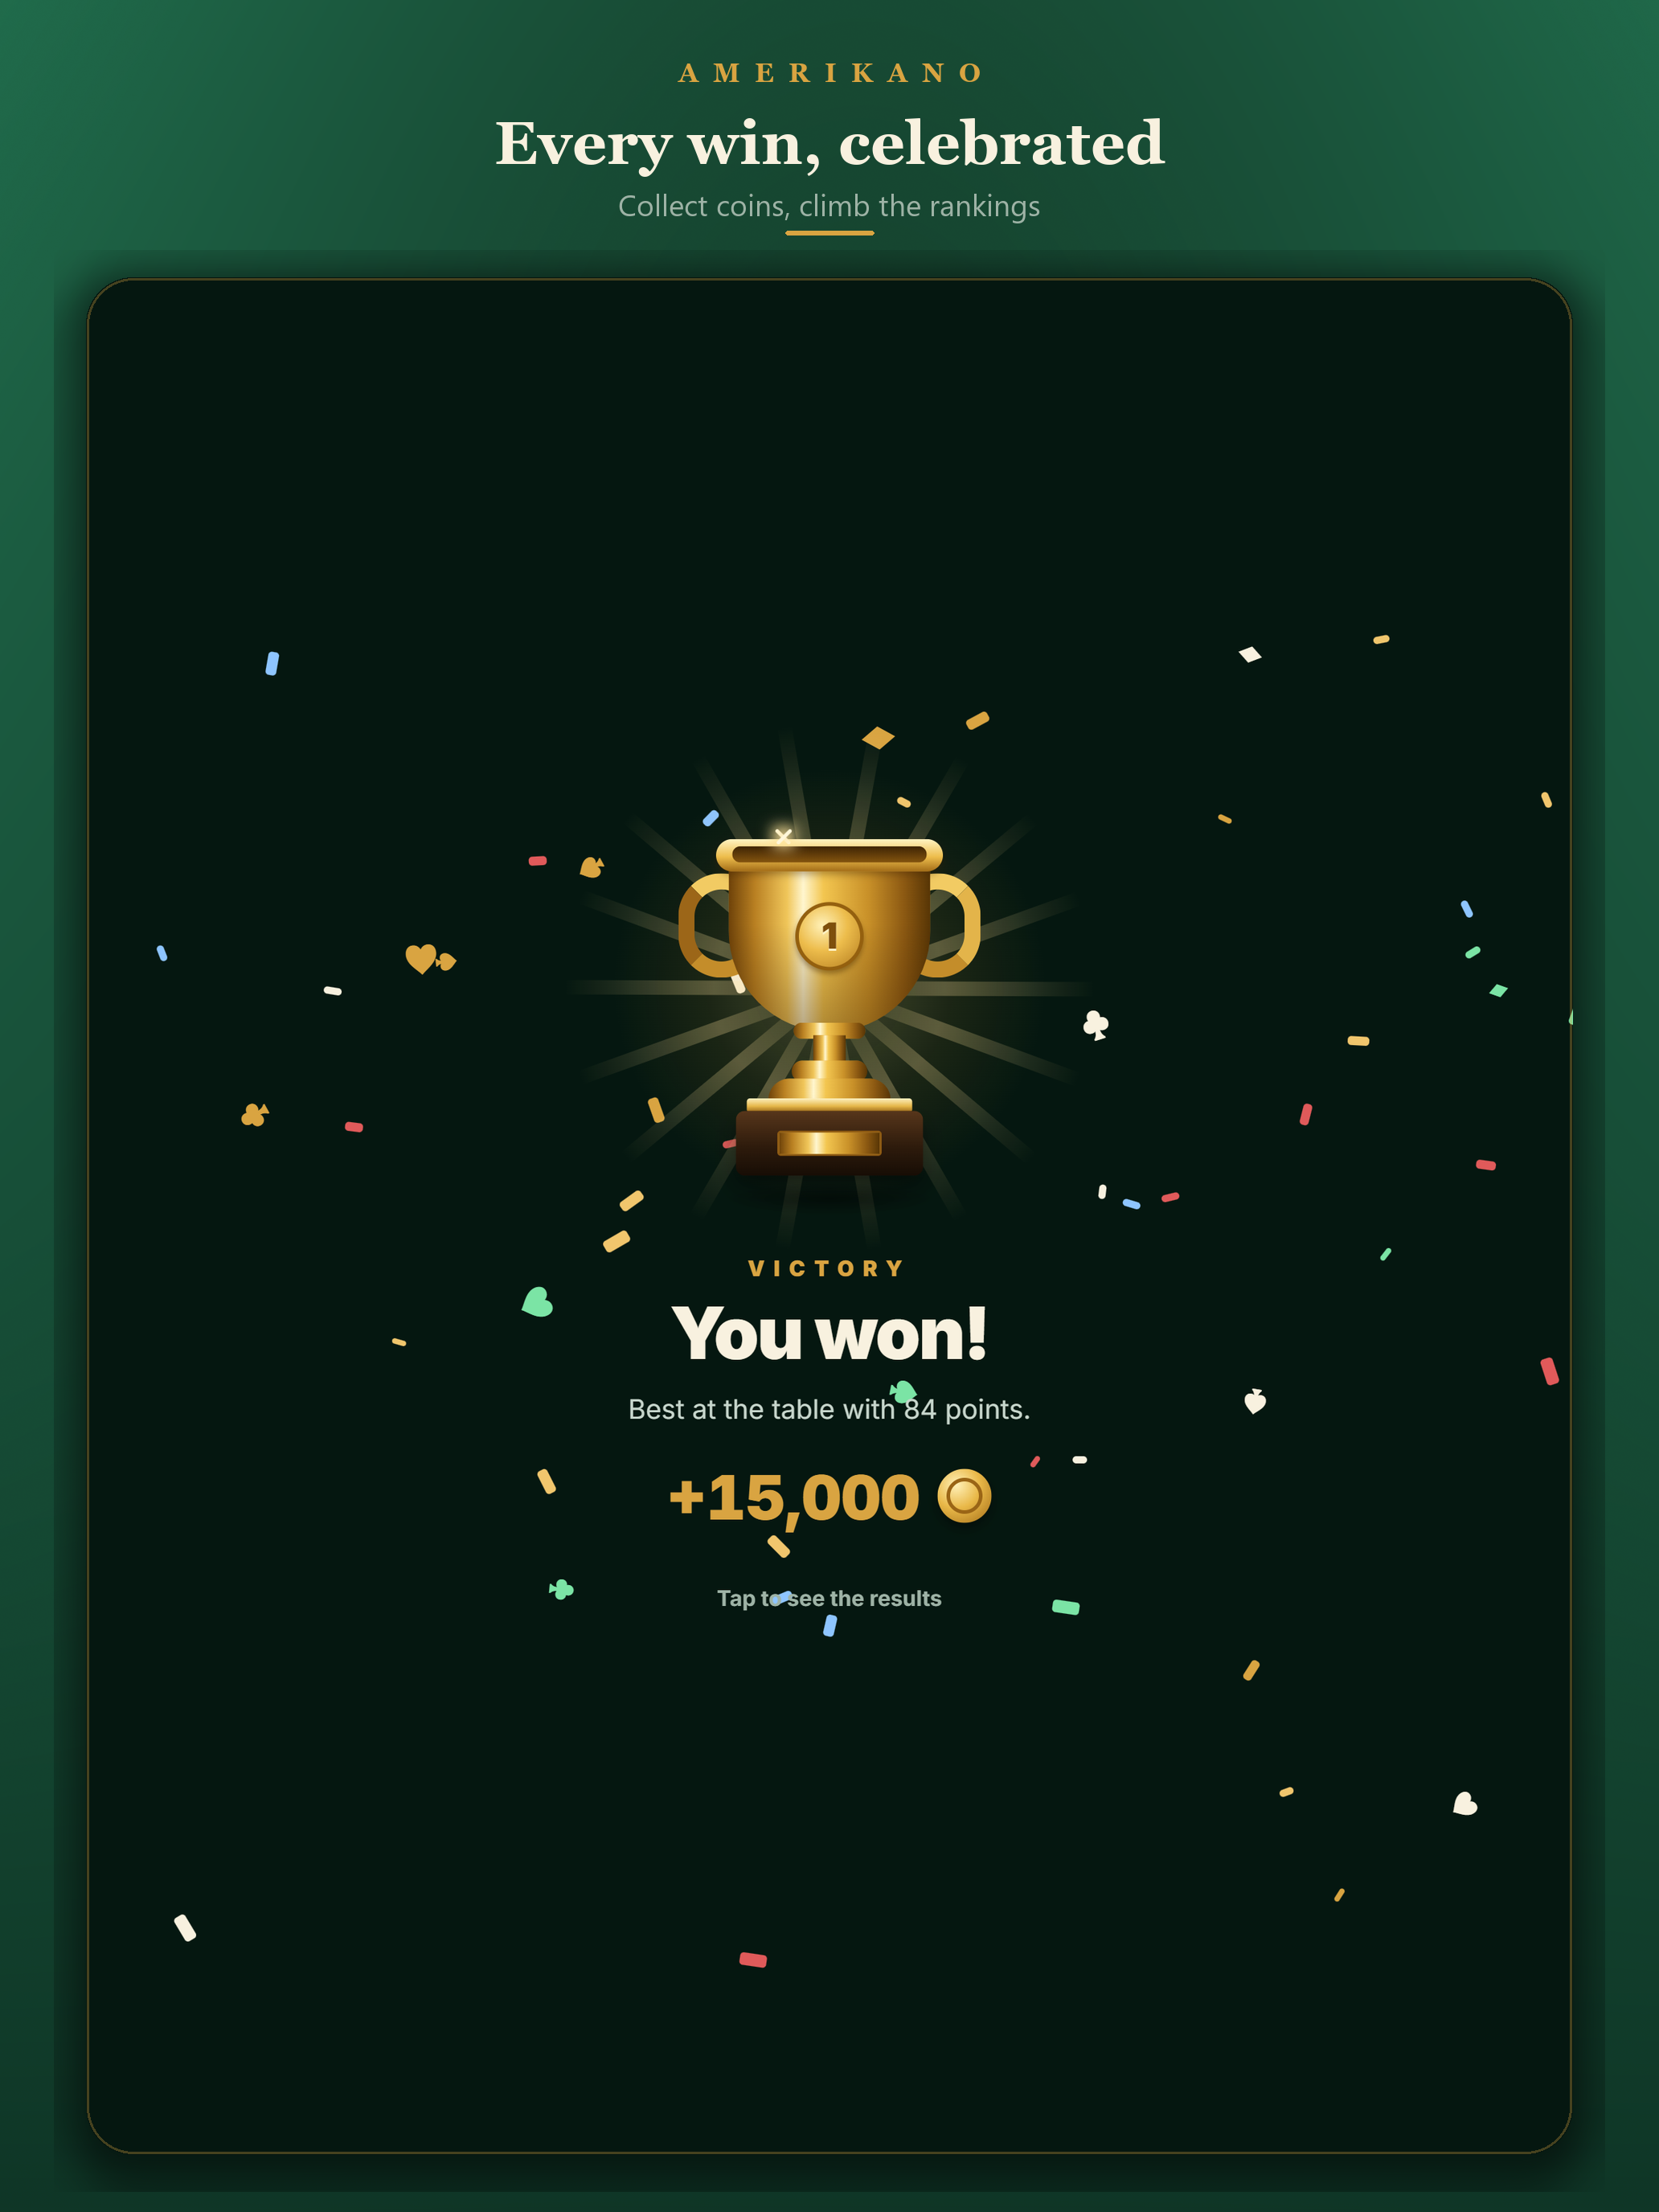 AMERIKANO
Every win, celebrated
Collect coins, climb the rankings
1
VICTORY
You won!
Best at the table with 84 points.
+15,000
Tap to see the results